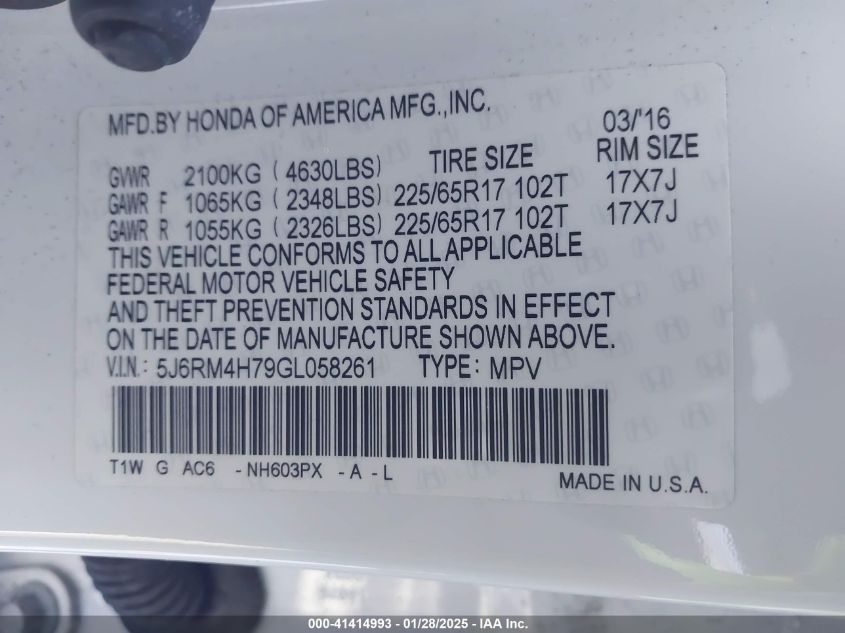 MFD.BY HONDA OF AMERICA MFG.,INC.
03/'16
TIRE SIZE RIM SIZE
GVWR 2100KG ( 4630LBS)
GAWR F 1065KG ( 2348LBS) 225/65R17 102T 17X7J
GAWR R 1055KG ( 2326LBS) 225/65R17 102T 17X7J
THIS VEHICLE CONFORMS TO ALL APPLICABLE
FEDERAL MOTOR VEHICLE SAFETY
AND THEFT PREVENTION STANDARDS IN EFFECT
ON THE DATE OF MANUFACTURE SHOWN ABOVE.
V.I.N.: 5J6RM4H79GL058261 TYPE: MPV
T1W G AC6 - NH603PX - A - L
MADE IN U.S.A.
000-41414993 | 01/28/2025 | IAA Inc.